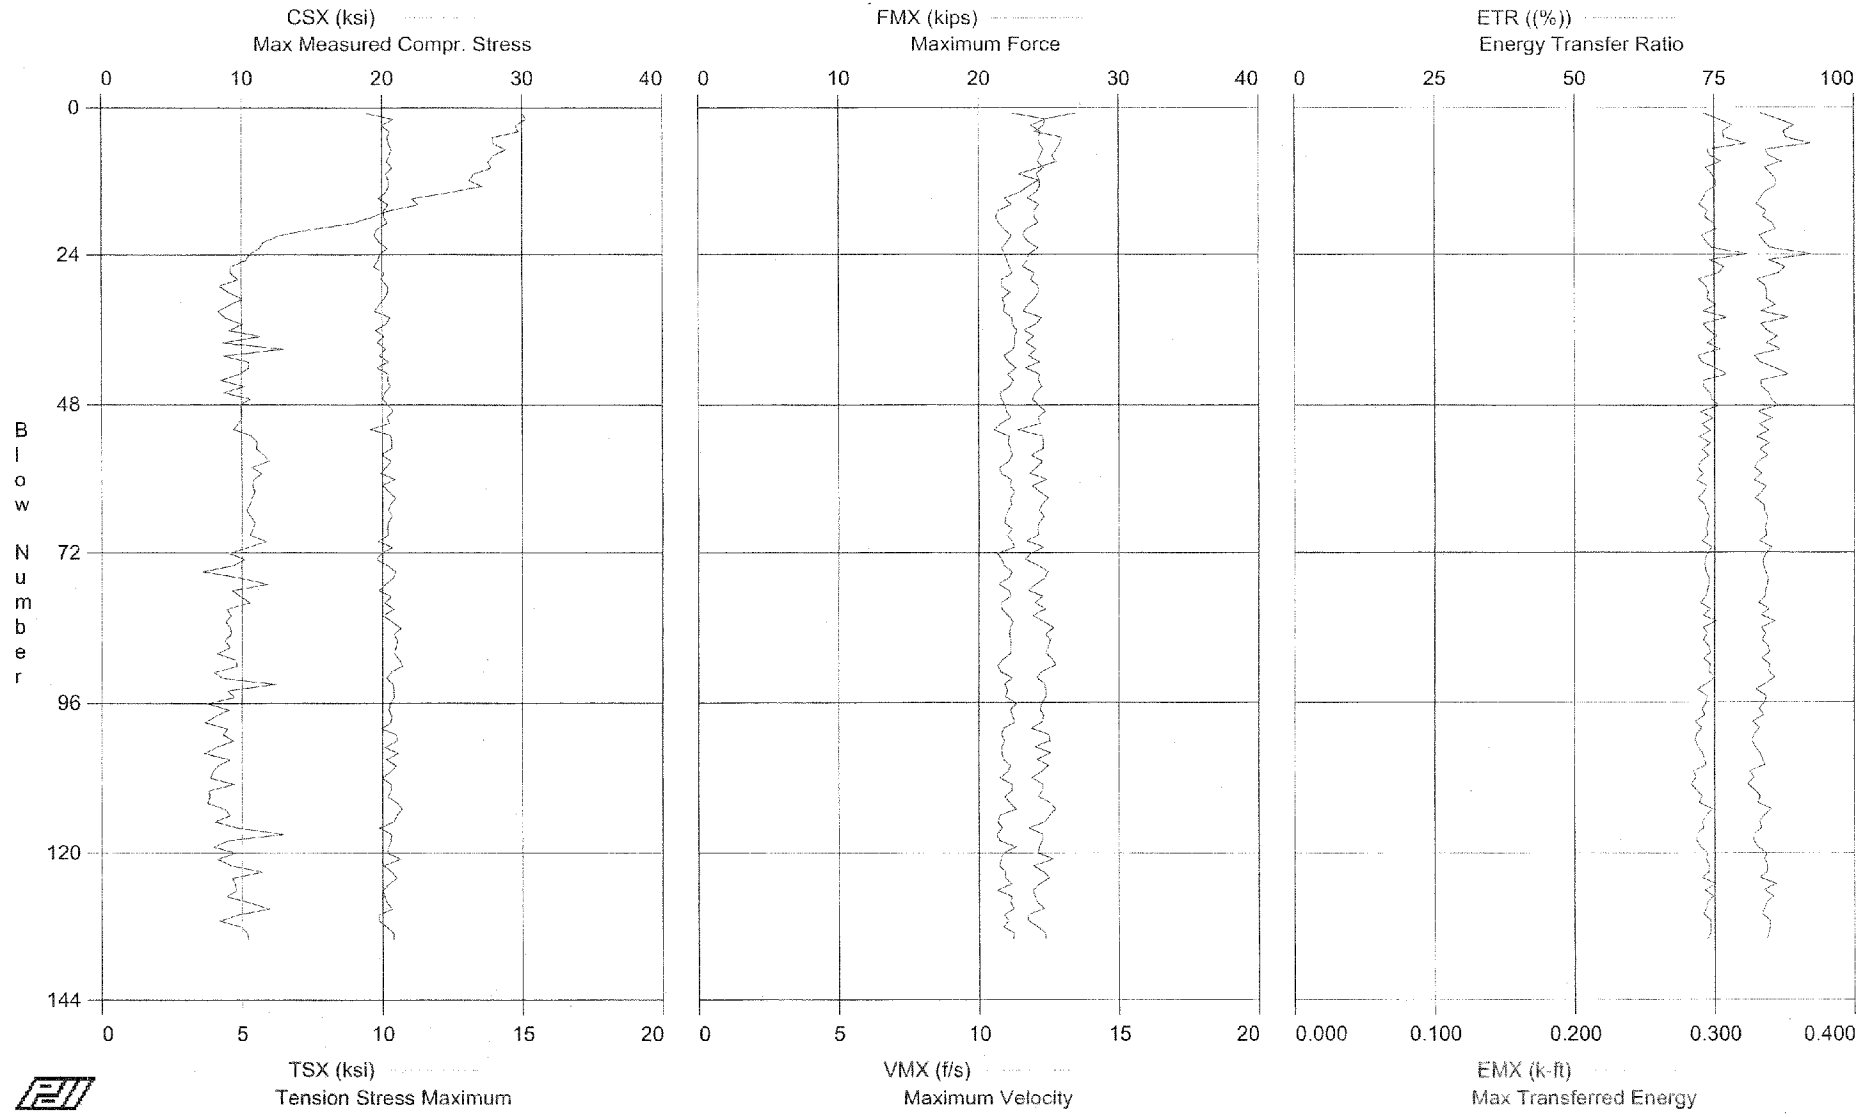 CSX (ksi)
Max Measured Compr. Stress
FMX (kips)
Maximum Force
ETR ((%))
Energy Transfer Ratio
0 10 20 30 40
0 10 20 30 40
0 25 50 75 100
0
24
48
72
96
120
144
Blow Number
0 5 10 15 20
0 5 10 15 20
0.000 0.100 0.200 0.300 0.400
TSX (ksi)
Tension Stress Maximum
VMX (f/s)
Maximum Velocity
EMX (k-ft)
Max Transferred Energy
PDI